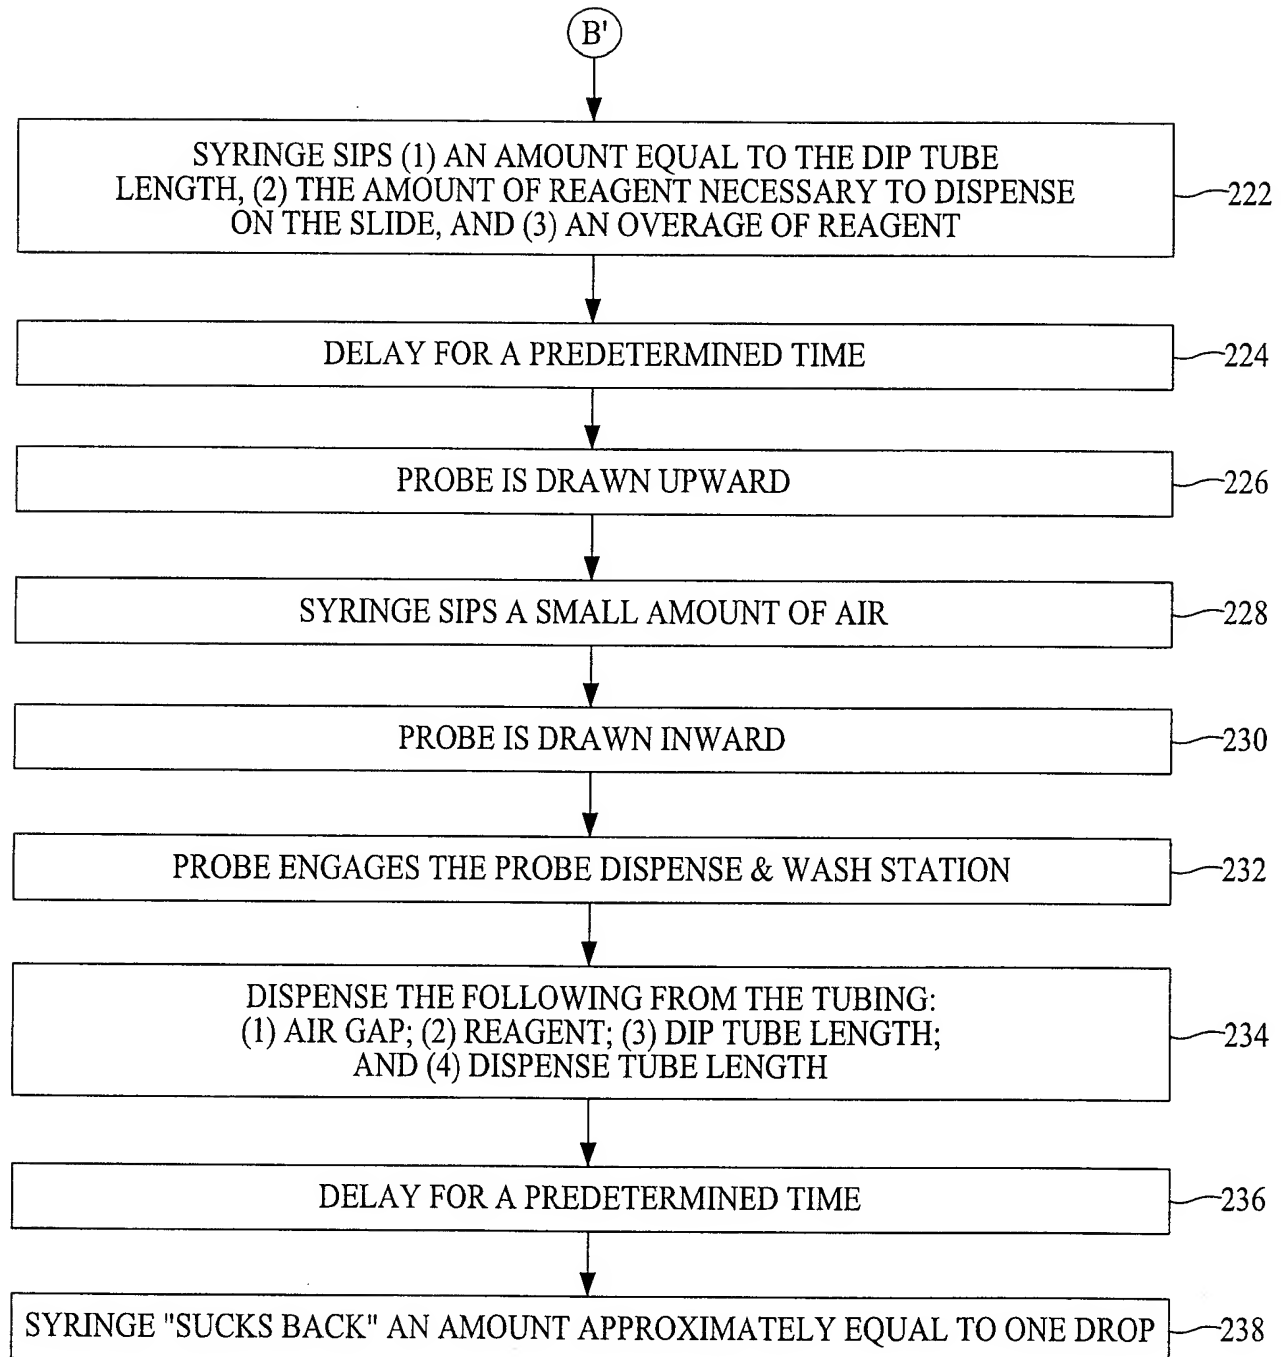 B'
SYRINGE SIPS (1) AN AMOUNT EQUAL TO THE DIP TUBE
LENGTH, (2) THE AMOUNT OF REAGENT NECESSARY TO DISPENSE
ON THE SLIDE, AND (3) AN OVERAGE OF REAGENT
222
DELAY FOR A PREDETERMINED TIME
224
PROBE IS DRAWN UPWARD
226
SYRINGE SIPS A SMALL AMOUNT OF AIR
228
PROBE IS DRAWN INWARD
230
PROBE ENGAGES THE PROBE DISPENSE & WASH STATION
232
DISPENSE THE FOLLOWING FROM THE TUBING:
(1) AIR GAP; (2) REAGENT; (3) DIP TUBE LENGTH;
AND (4) DISPENSE TUBE LENGTH
234
DELAY FOR A PREDETERMINED TIME
236
SYRINGE "SUCKS BACK" AN AMOUNT APPROXIMATELY EQUAL TO ONE DROP
238